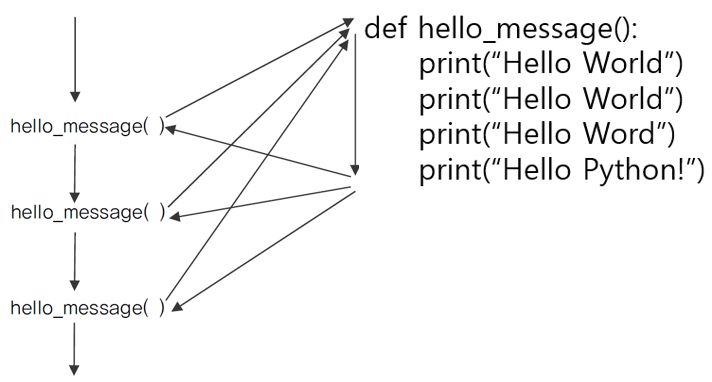 def hello_message():
print(“Hello World”)
print(“Hello World”)
print(“Hello Word”)
print(“Hello Python!”)
hello_message( )
hello_message( )
hello_message( )